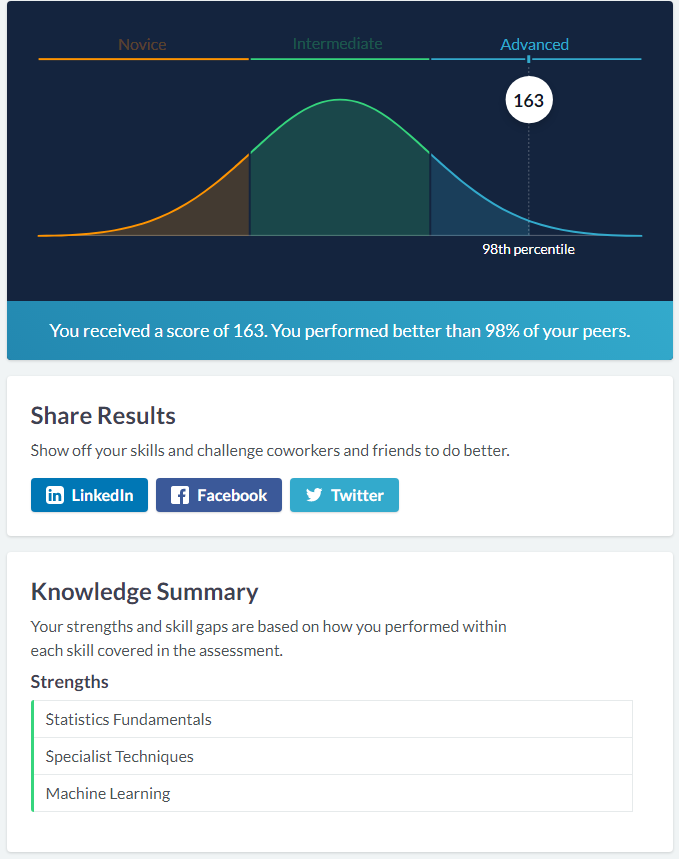 Novice Intermediate Advanced
163
98th percentile
You received a score of 163. You performed better than 98% of your peers.
Share Results
Show off your skills and challenge coworkers and friends to do better.
LinkedIn Facebook Twitter
Knowledge Summary
Your strengths and skill gaps are based on how you performed within
each skill covered in the assessment.
Strengths
Statistics Fundamentals
Specialist Techniques
Machine Learning